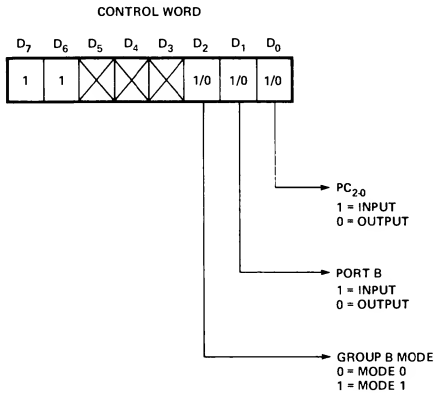 CONTROL WORD
D7 D6 D5 D4 D3 D2 D1 D0
1 1 1/0 1/0 1/0
PC2-0
1 = INPUT
0 = OUTPUT
PORT B
1 = INPUT
0 = OUTPUT
GROUP B MODE
0 = MODE 0
1 = MODE 1